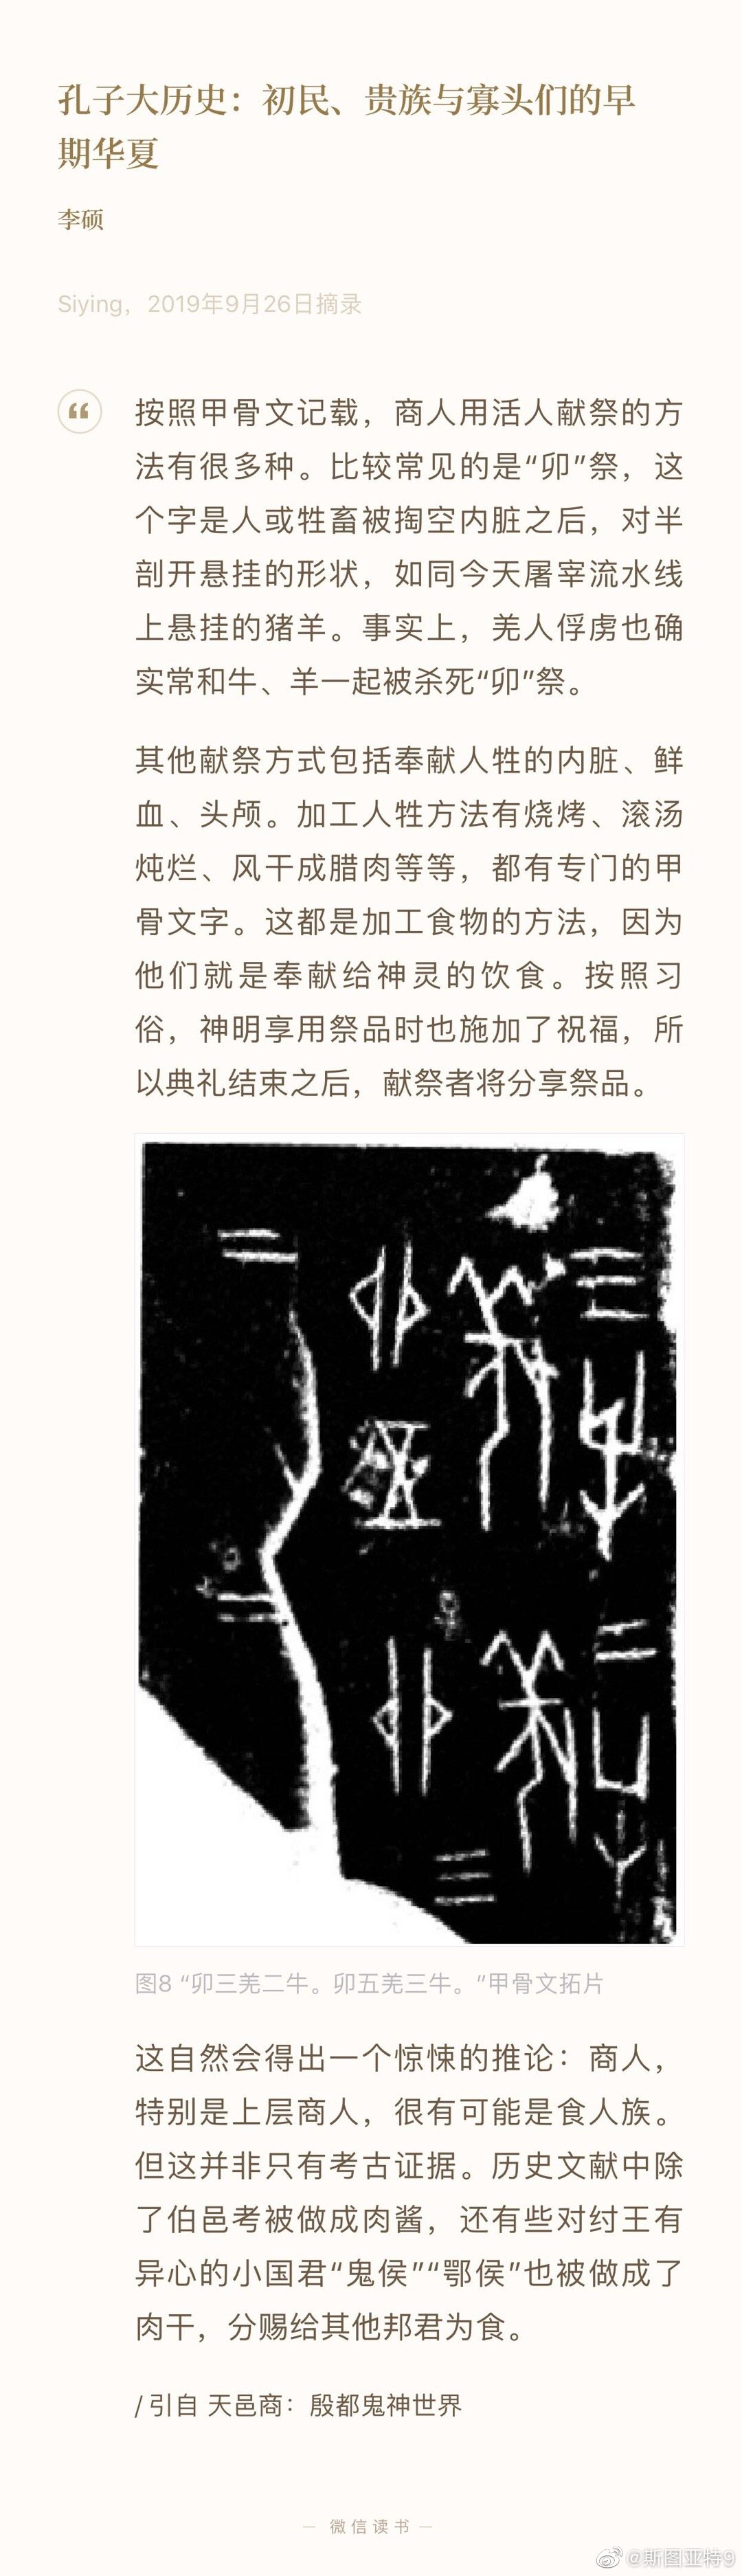 孔子大历史：初民、贵族与寡头们的早
期华夏
李硕
Siying，2019年9月26日摘录
按照甲骨文记载，商人用活人献祭的方
法有很多种。比较常见的是“卯”祭，这
个字是人或牲畜被掏空内脏之后，对半
剖开悬挂的形状，如同今天屠宰流水线
上悬挂的猪羊。事实上，羌人俘虏也确
实常和牛、羊一起被杀死“卯”祭。
其他献祭方式包括奉献人牲的内脏、鲜
血、头颅。加工人牲方法有烧烤、滚汤
炖烂、风干成腊肉等等，都有专门的甲
骨文字。这都是加工食物的方法，因为
他们就是奉献给神灵的饮食。按照习
俗，神明享用祭品时也施加了祝福，所
以典礼结束之后，献祭者将分享祭品。
图8 “卯三羌二牛。卯五羌三牛。”甲骨文拓片
这自然会得出一个惊悚的推论：商人，
特别是上层商人，很有可能是食人族。
但这并非只有考古证据。历史文献中除
了伯邑考被做成肉酱，还有些对纣王有
异心的小国君“鬼侯”“鄂侯”也被做成了
肉干，分赐给其他邦君为食。
/ 引自 天邑商：殷都鬼神世界
— 微信读书 —
@斯图亚特9